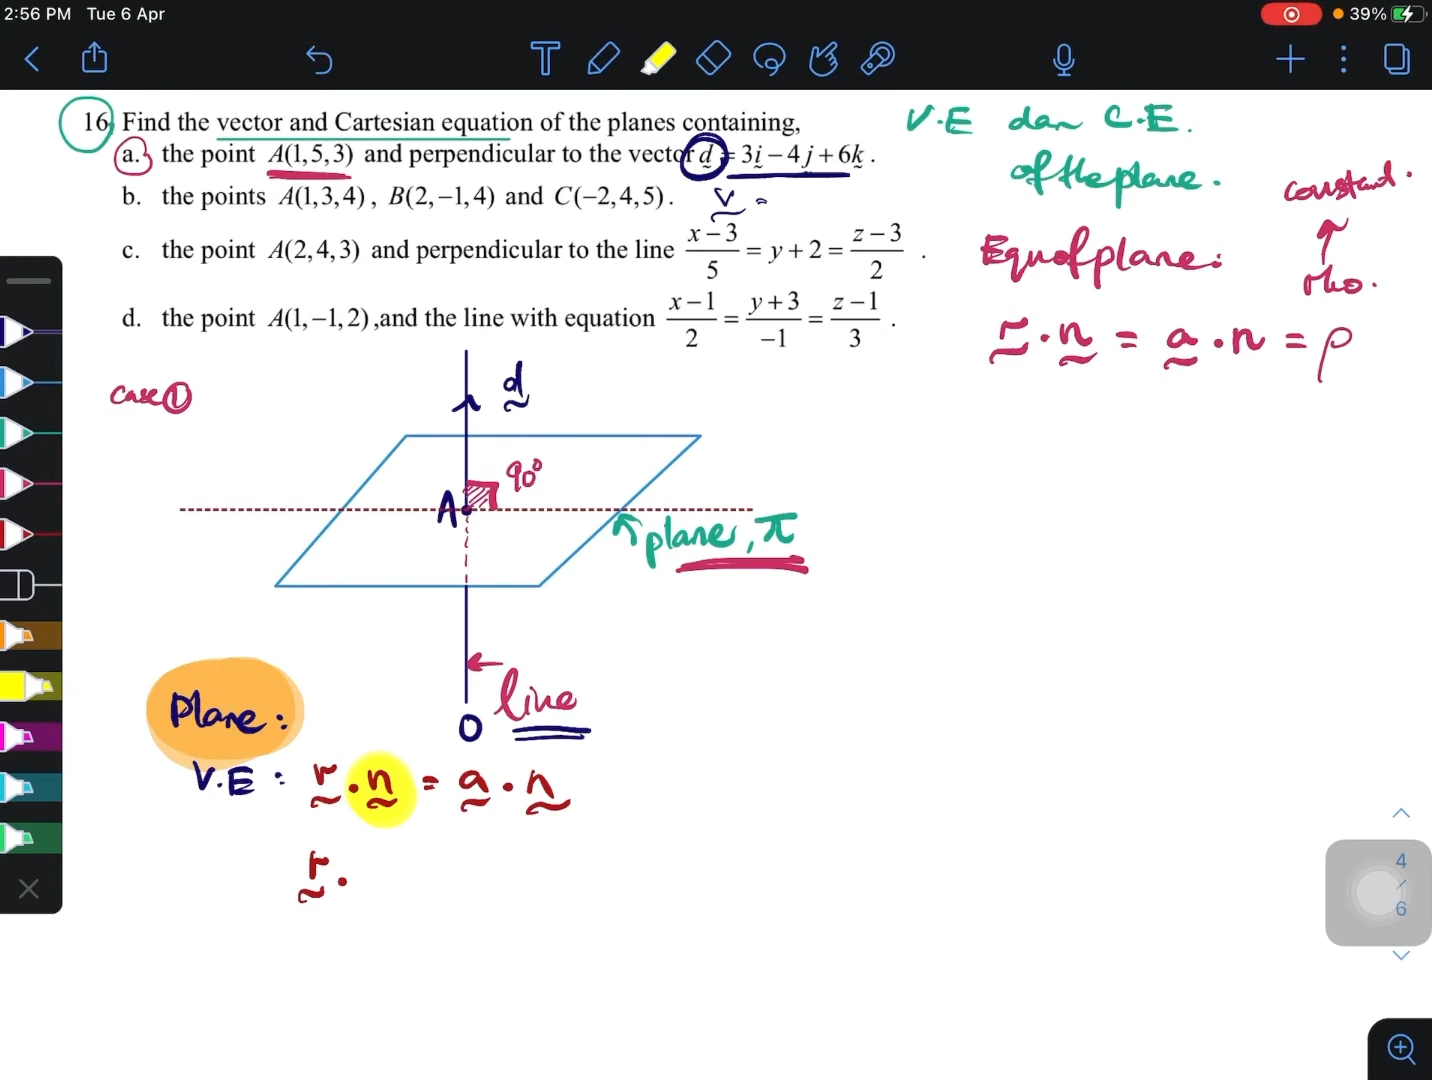 2:56 PM Tue 6 Apr
39%
16. Find the vector and Cartesian equation of the planes containing,
a. the point A(1,5,3) and perpendicular to the vector d = 3i − 4j + 6k .
b. the points A(1,3,4), B(2,−1,4) and C(−2,4,5).
v =
c. the point A(2,4,3) and perpendicular to the line (x−3)/5 = y+2 = (z−3)/2 .
d. the point A(1,−1,2) ,and the line with equation (x−1)/2 = (y+3)/−1 = (z−1)/3 .
V.E dan C.E.
of the plane.
constant.
↑
rho.
Equ of plane:
r · n = a · n = ρ
case ①
d
90°
A
plane, π
line
O
Plane:
V.E : r · n = a · n
r ·
4
/
6